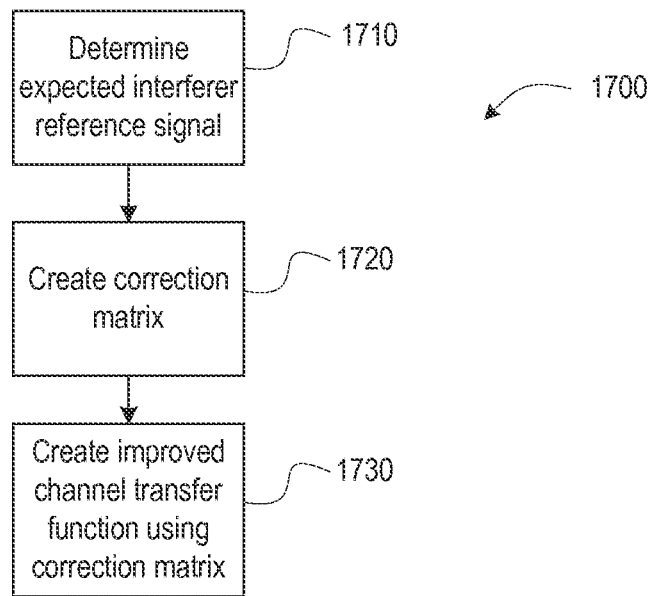 Determine
expected interferer
reference signal
1710
1700
Create correction
matrix
1720
Create improved
channel transfer
function using
correction matrix
1730